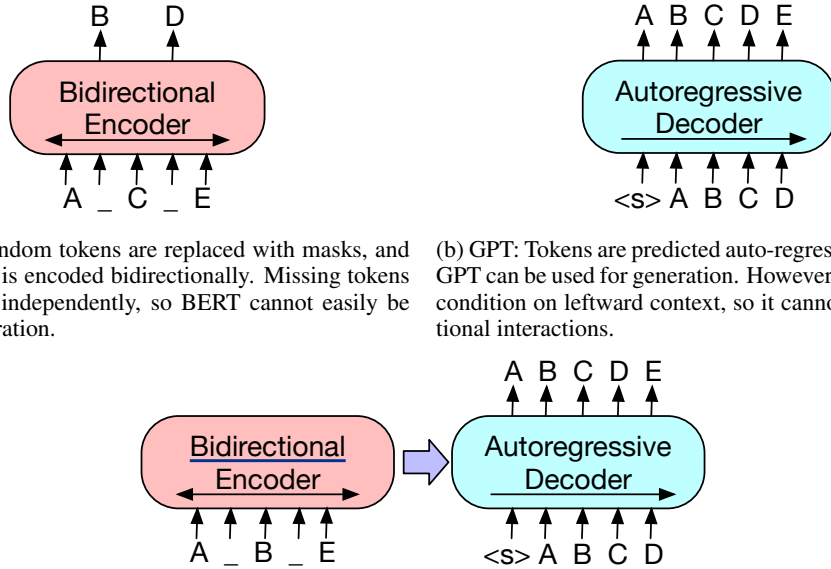 B D
Bidirectional
Encoder
A _ C _ E
A B C D E
Autoregressive
Decoder
<s> A B C D
ndom tokens are replaced with masks, and
is encoded bidirectionally. Missing tokens
independently, so BERT cannot easily be
ration.
(b) GPT: Tokens are predicted auto-regres
GPT can be used for generation. However
condition on leftward context, so it canno
tional interactions.
A B C D E
Bidirectional
Encoder
A _ B _ E
Autoregressive
Decoder
<s> A B C D